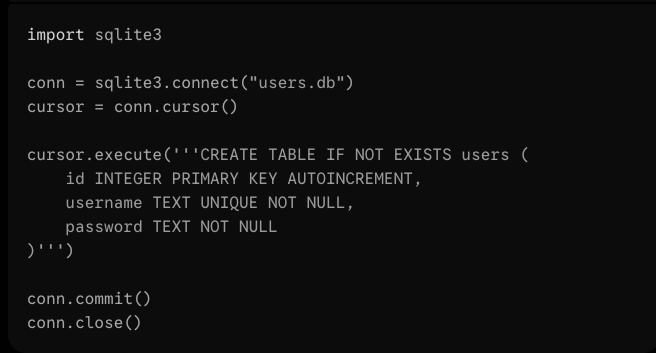 import sqlite3

conn = sqlite3.connect("users.db")
cursor = conn.cursor()

cursor.execute('''CREATE TABLE IF NOT EXISTS users (
    id INTEGER PRIMARY KEY AUTOINCREMENT,
    username TEXT UNIQUE NOT NULL,
    password TEXT NOT NULL
)''')

conn.commit()
conn.close()